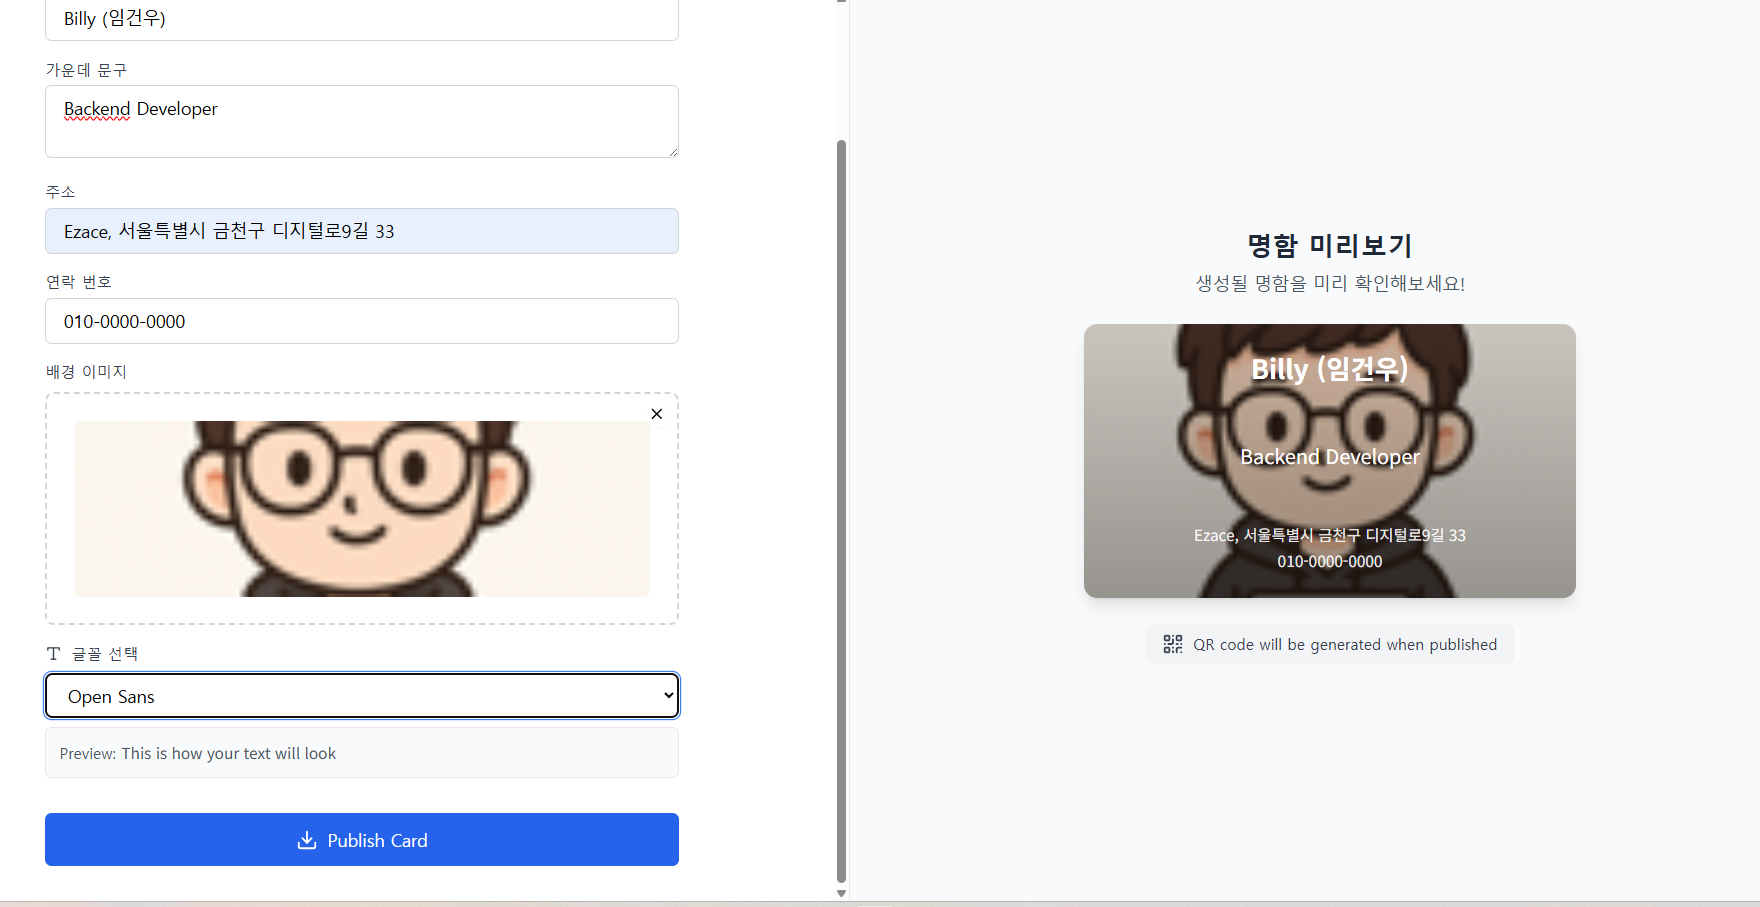 Billy (임건우)
가운데 문구
Backend Developer
주소
Ezace, 서울특별시 금천구 디지털로9길 33
연락 번호
010-0000-0000
배경 이미지
글꼴 선택
Open Sans
Preview: This is how your text will look
Publish Card
명함 미리보기
생성될 명함을 미리 확인해보세요!
Billy (임건우)
Backend Developer
Ezace, 서울특별시 금천구 디지털로9길 33
010-0000-0000
QR code will be generated when published